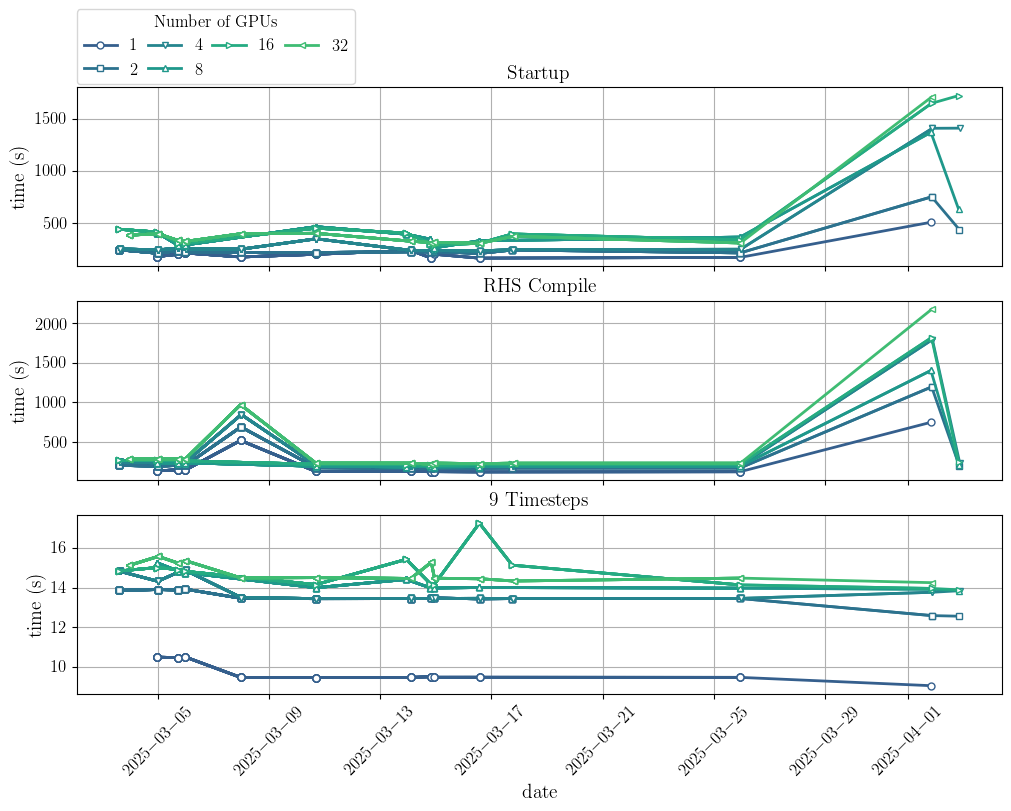 Number of GPUs
1 4 16 32
2 8
Startup
1500
1000
500
time (s)
RHS Compile
2000
1500
1000
500
time (s)
9 Timesteps
16
14
12
10
time (s)
2025−03−05 2025−03−09 2025−03−13 2025−03−17 2025−03−21 2025−03−25 2025−03−29 2025−04−01
date